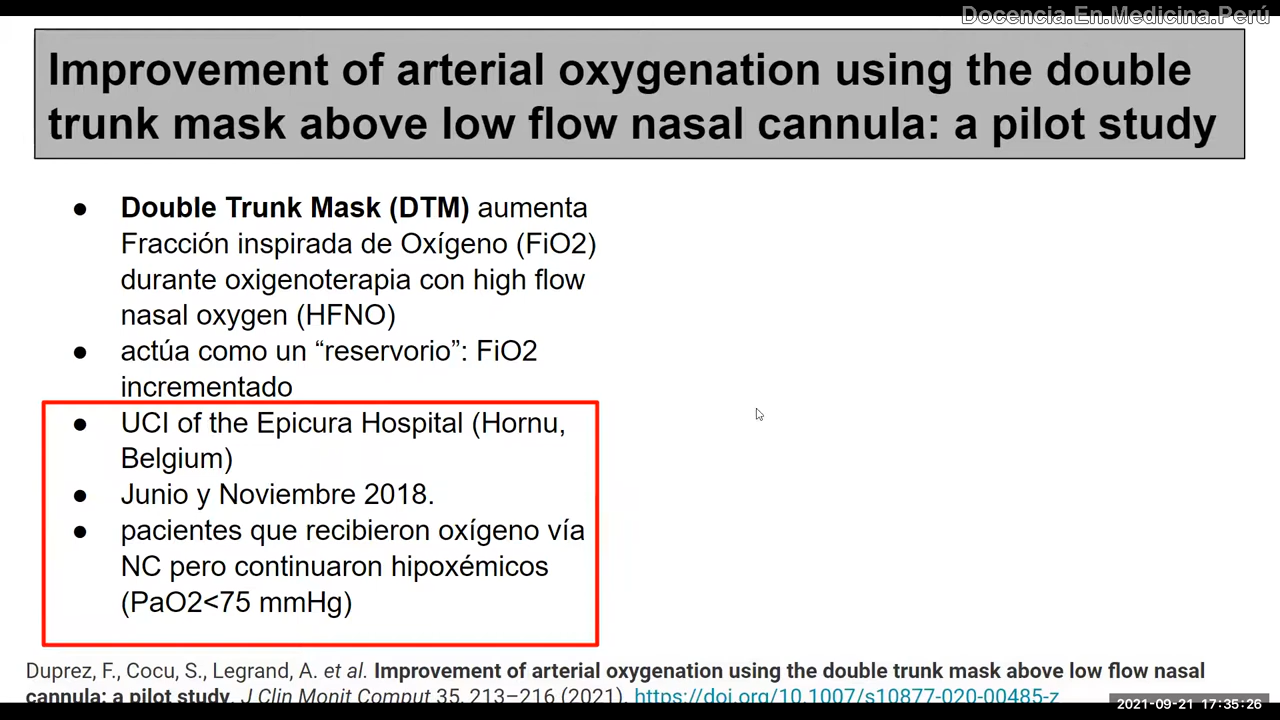 Docencia.En.Medicina.Perú
Improvement of arterial oxygenation using the double
trunk mask above low flow nasal cannula: a pilot study
● Double Trunk Mask (DTM) aumenta
Fracción inspirada de Oxígeno (FiO2)
durante oxigenoterapia con high flow
nasal oxygen (HFNO)
● actúa como un “reservorio”: FiO2
incrementado
● UCI of the Epicura Hospital (Hornu,
Belgium)
● Junio y Noviembre 2018.
● pacientes que recibieron oxígeno vía
NC pero continuaron hipoxémicos
(PaO2<75 mmHg)
Duprez, F., Cocu, S., Legrand, A. et al. Improvement of arterial oxygenation using the double trunk mask above low flow nasal
cannula: a pilot study. J Clin Monit Comput 35, 213–216 (2021). https://doi.org/10.1007/s10877-020-00485-z
2021-09-21 17:35:26